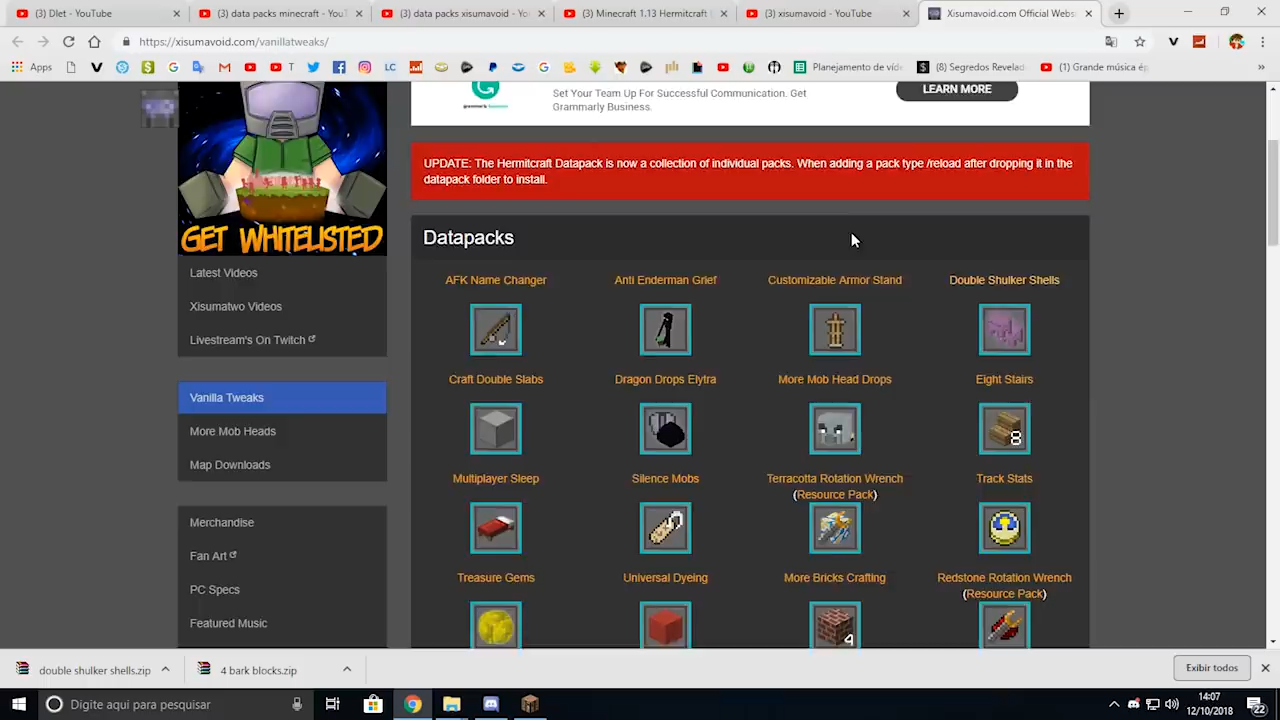 (3) Dlet - YouTube
(3) data packs minecraft - YouT
(3) data packs xisumavoid - Yo
(3) Minecraft 1.13 Hermitcraft
(3) xisumavoid - YouTube
Xisumavoid.com Official Webs
https://xisumavoid.com/vanillatweaks/
Apps
T
LC
Planejamento de víde
(8) Segredos Revelad
(1) Grande música ép
»
Set Your Team Up For Successful Communication. Get
Grammarly Business.
LEARN MORE
UPDATE: The Hermitcraft Datapack is now a collection of individual packs. When adding a pack type /reload after dropping it in the
datapack folder to install.
GET WHITELISTED
Latest Videos
Xisumatwo Videos
Livestream's On Twitch
Vanilla Tweaks
More Mob Heads
Map Downloads
Merchandise
Fan Art
PC Specs
Featured Music
Datapacks
AFK Name Changer
Anti Enderman Grief
Customizable Armor Stand
Double Shulker Shells
Craft Double Slabs
Dragon Drops Elytra
More Mob Head Drops
Eight Stairs
8
Multiplayer Sleep
Silence Mobs
Terracotta Rotation Wrench
(Resource Pack)
Track Stats
Treasure Gems
Universal Dyeing
More Bricks Crafting
Redstone Rotation Wrench
(Resource Pack)
4
double shulker shells.zip
4 bark blocks.zip
Exibir todos
Digite aqui para pesquisar
14:07
12/10/2018
22